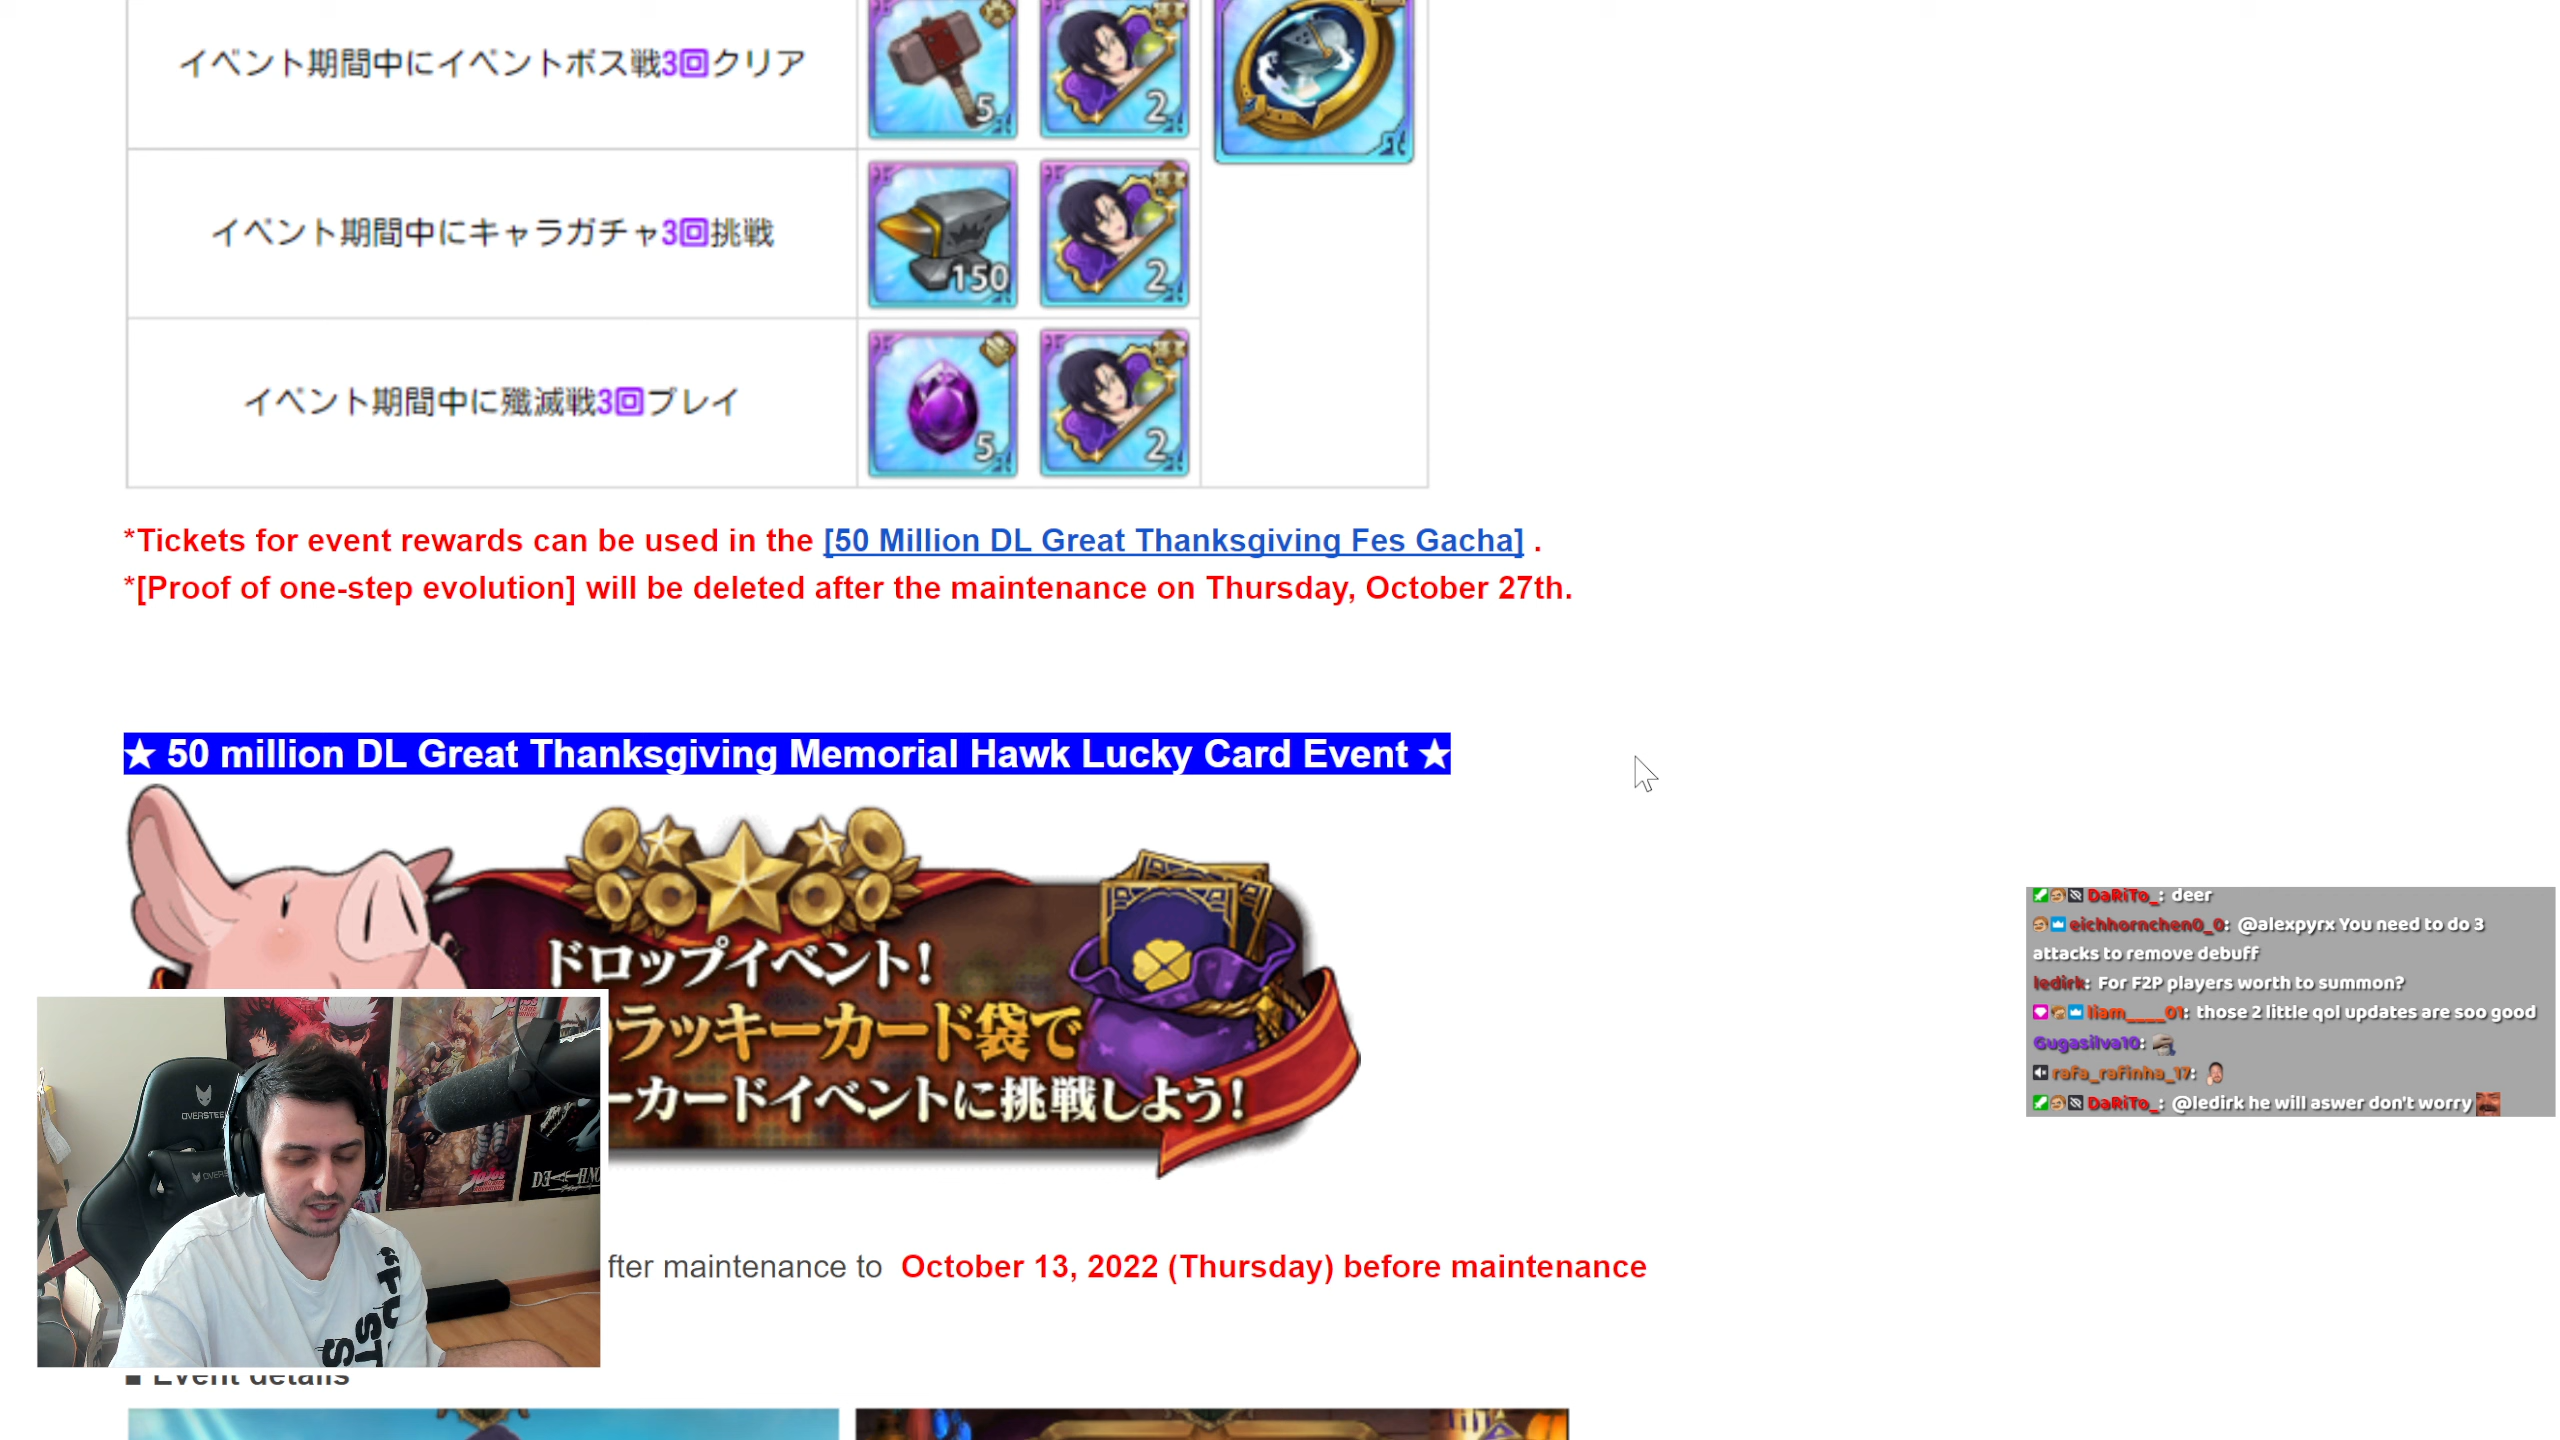 イベント期間中にイベントボス戦3回クリア
5
2
イベント期間中にキャラガチャ3回挑戦
150
2
イベント期間中に殲滅戦3回プレイ
5
2
*Tickets for event rewards can be used in the [50 Million DL Great Thanksgiving Fes Gacha] .
*[Proof of one-step evolution] will be deleted after the maintenance on Thursday, October 27th.
★ 50 million DL Great Thanksgiving Memorial Hawk Lucky Card Event ★
ドロップイベント!
ラッキーカード袋で
ーカードイベントに挑戦しよう!
DaRiTo_: deer
eichhornchen0_0: @alexpyrx You need to do 3
attacks to remove debuff
ledirk: For F2P players worth to summon?
liam____01: those 2 little qol updates are soo good
Gugasilva10:
rafa_rafinha_17:
DaRiTo_: @ledirk he will aswer don't worry
fter maintenance to October 13, 2022 (Thursday) before maintenance
■ Event details